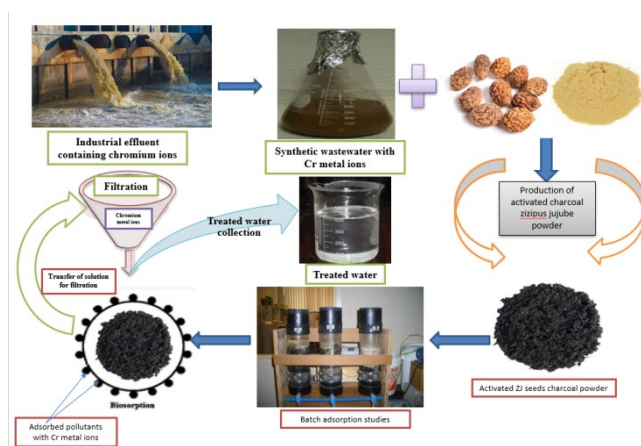 Industrial effluent
containing chromium ions
Synthetic wastewater with
Cr metal ions
Production of
activated charcoal
zizipus jujube
powder
Filtration
Chromium
metal ions
Treated water
collection
Treated water
Transfer of solution
for filtration
Biosorption
Adsorbed pollutants
with Cr metal Ions
Batch adsorption studies
Activated ZJ seeds charcoal powder